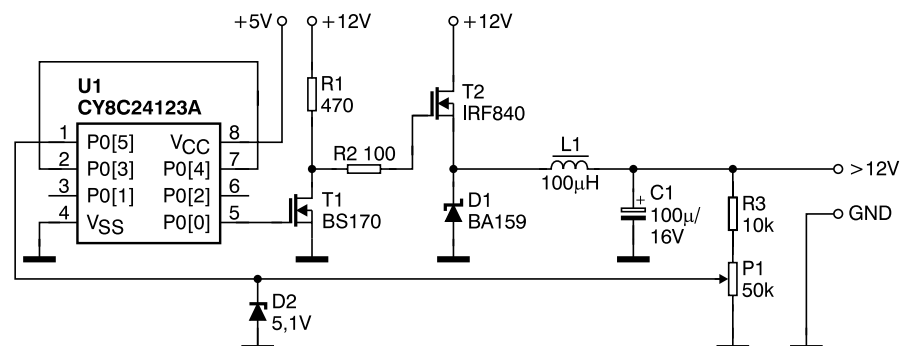 +5V
+12V
+12V
U1
CY8C24123A
1 P0[5] VCC 8
2 P0[3] P0[4] 7
3 P0[1] P0[2] 6
4 VSS P0[0] 5
R1
470
R2 100
T1
BS170
T2
IRF840
D1
BA159
L1
100µH
+
C1
100µ/
16V
R3
10k
P1
50k
>12V
GND
D2
5,1V